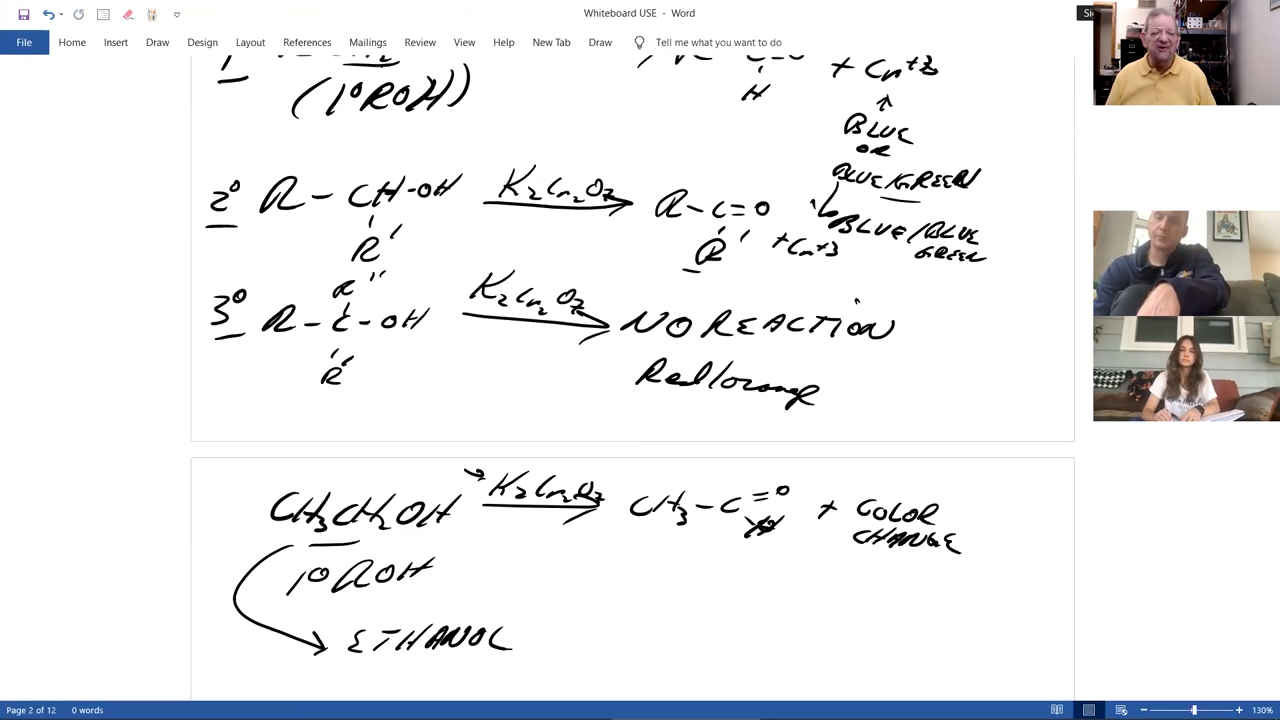 Whiteboard USE - Word
File Home Insert Draw Design Layout References Mailings Review View Help New Tab Draw Tell me what you want to do
+ Cr+3
H
(1° ROH)
BLUE
OR
BLUE/GREEN
2° R - CH-OH K2Cr2O7 R-C=O
R' R' + Cr+3
BLUE/BLUE
GREEN
R''
3° R - C - OH K2Cr2O7 NO REACTION
R' Red/orange
CH3CH2OH K2Cr2O7 CH3-C=O + COLOR
H CHANGE
1° ROH
ETHANOL
Page 2 of 12 0 words 130%